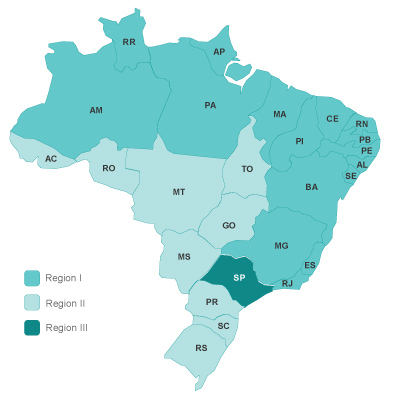 RR
AP
AM
PA
MA
CE
RN
PI
PB
PE
AL
SE
AC
RO
TO
BA
MT
GO
MG
MS
ES
SP
RJ
PR
SC
RS
Region I
Region II
Region III